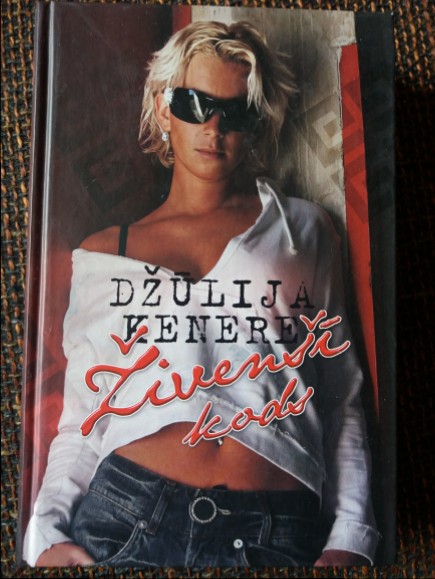 DŽŪLIJA
KENERE
Živenšī
kods